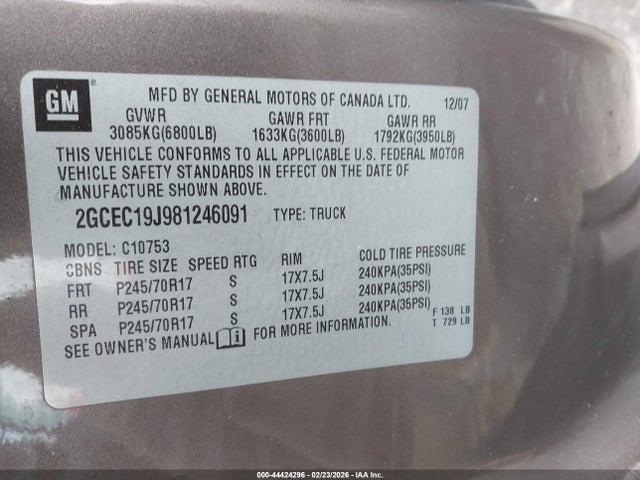 GM
MFD BY GENERAL MOTORS OF CANADA LTD. 12/07
GVWR GAWR FRT GAWR RR
3085KG(6800LB) 1633KG(3600LB) 1792KG(3950LB)
THIS VEHICLE CONFORMS TO ALL APPLICABLE U.S. FEDERAL MOTOR
VEHICLE SAFETY STANDARDS IN EFFECT ON THE DATE OF
MANUFACTURE SHOWN ABOVE.
2GCEC19J981246091 TYPE: TRUCK
MODEL: C10753
CBNS TIRE SIZE SPEED RTG RIM COLD TIRE PRESSURE
FRT P245/70R17 S 17X7.5J 240KPA(35PSI)
RR P245/70R17 S 17X7.5J 240KPA(35PSI)
SPA P245/70R17 S 17X7.5J 240KPA(35PSI)
SEE OWNER'S MANUAL FOR MORE INFORMATION.
F 138 LB
T 729 LB
000-44424296 - 02/23/2026 - IAA Inc.